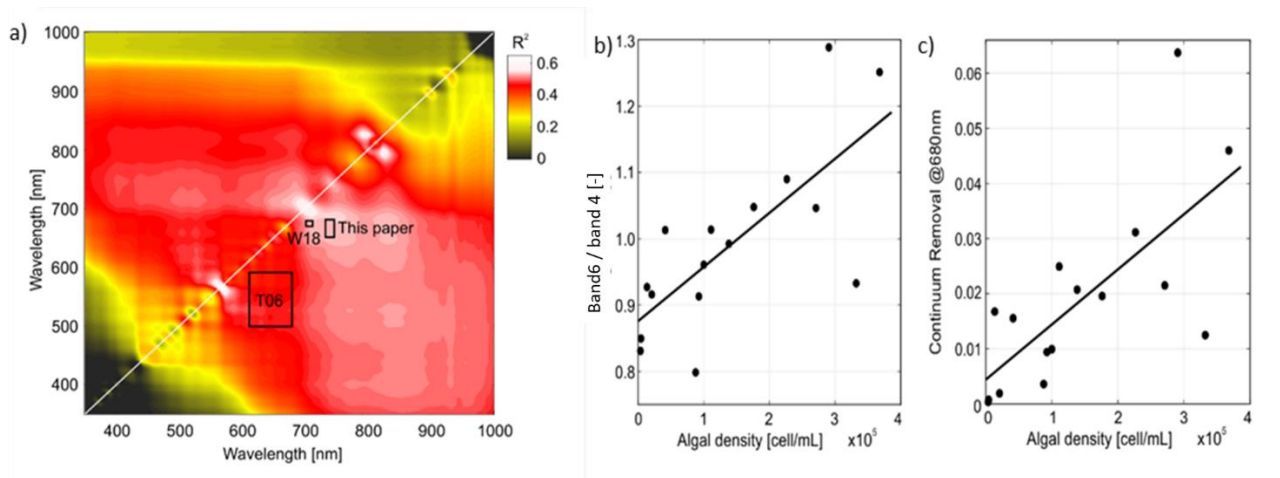 a)
1000
900
800
700
600
500
400
Wavelength [nm]
400 500 600 700 800 900 1000
Wavelength [nm]
R²
0.6
0.4
0.2
0
W18
This paper
T06
b)
1.3
1.2
1.1
1.0
0.9
0.8
Band6 / band 4 [-]
0 1 2 3 4
Algal density [cell/mL] x10⁵
c)
0.06
0.05
0.04
0.03
0.02
0.01
0
Continuum Removal @680nm
0 1 2 3 4
Algal density [cell/mL] x10⁵